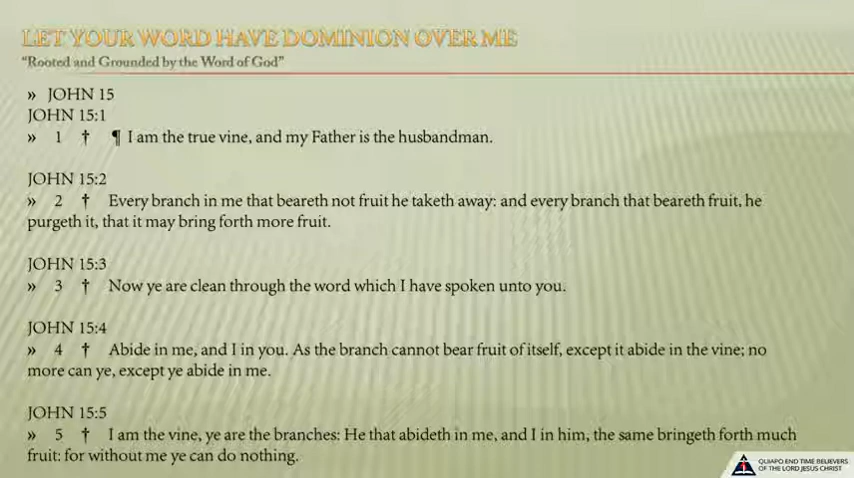 LET YOUR WORD HAVE DOMINION OVER ME
“Rooted and Grounded by the Word of God”
» JOHN 15
JOHN 15:1
» 1 † ¶ I am the true vine, and my Father is the husbandman.
JOHN 15:2
» 2 † Every branch in me that beareth not fruit he taketh away: and every branch that beareth fruit, he
purgeth it, that it may bring forth more fruit.
JOHN 15:3
» 3 † Now ye are clean through the word which I have spoken unto you.
JOHN 15:4
» 4 † Abide in me, and I in you. As the branch cannot bear fruit of itself, except it abide in the vine; no
more can ye, except ye abide in me.
JOHN 15:5
» 5 † I am the vine, ye are the branches: He that abideth in me, and I in him, the same bringeth forth much
fruit: for without me ye can do nothing.
QUIAPO END TIME BELIEVERS
OF THE LORD JESUS CHRIST